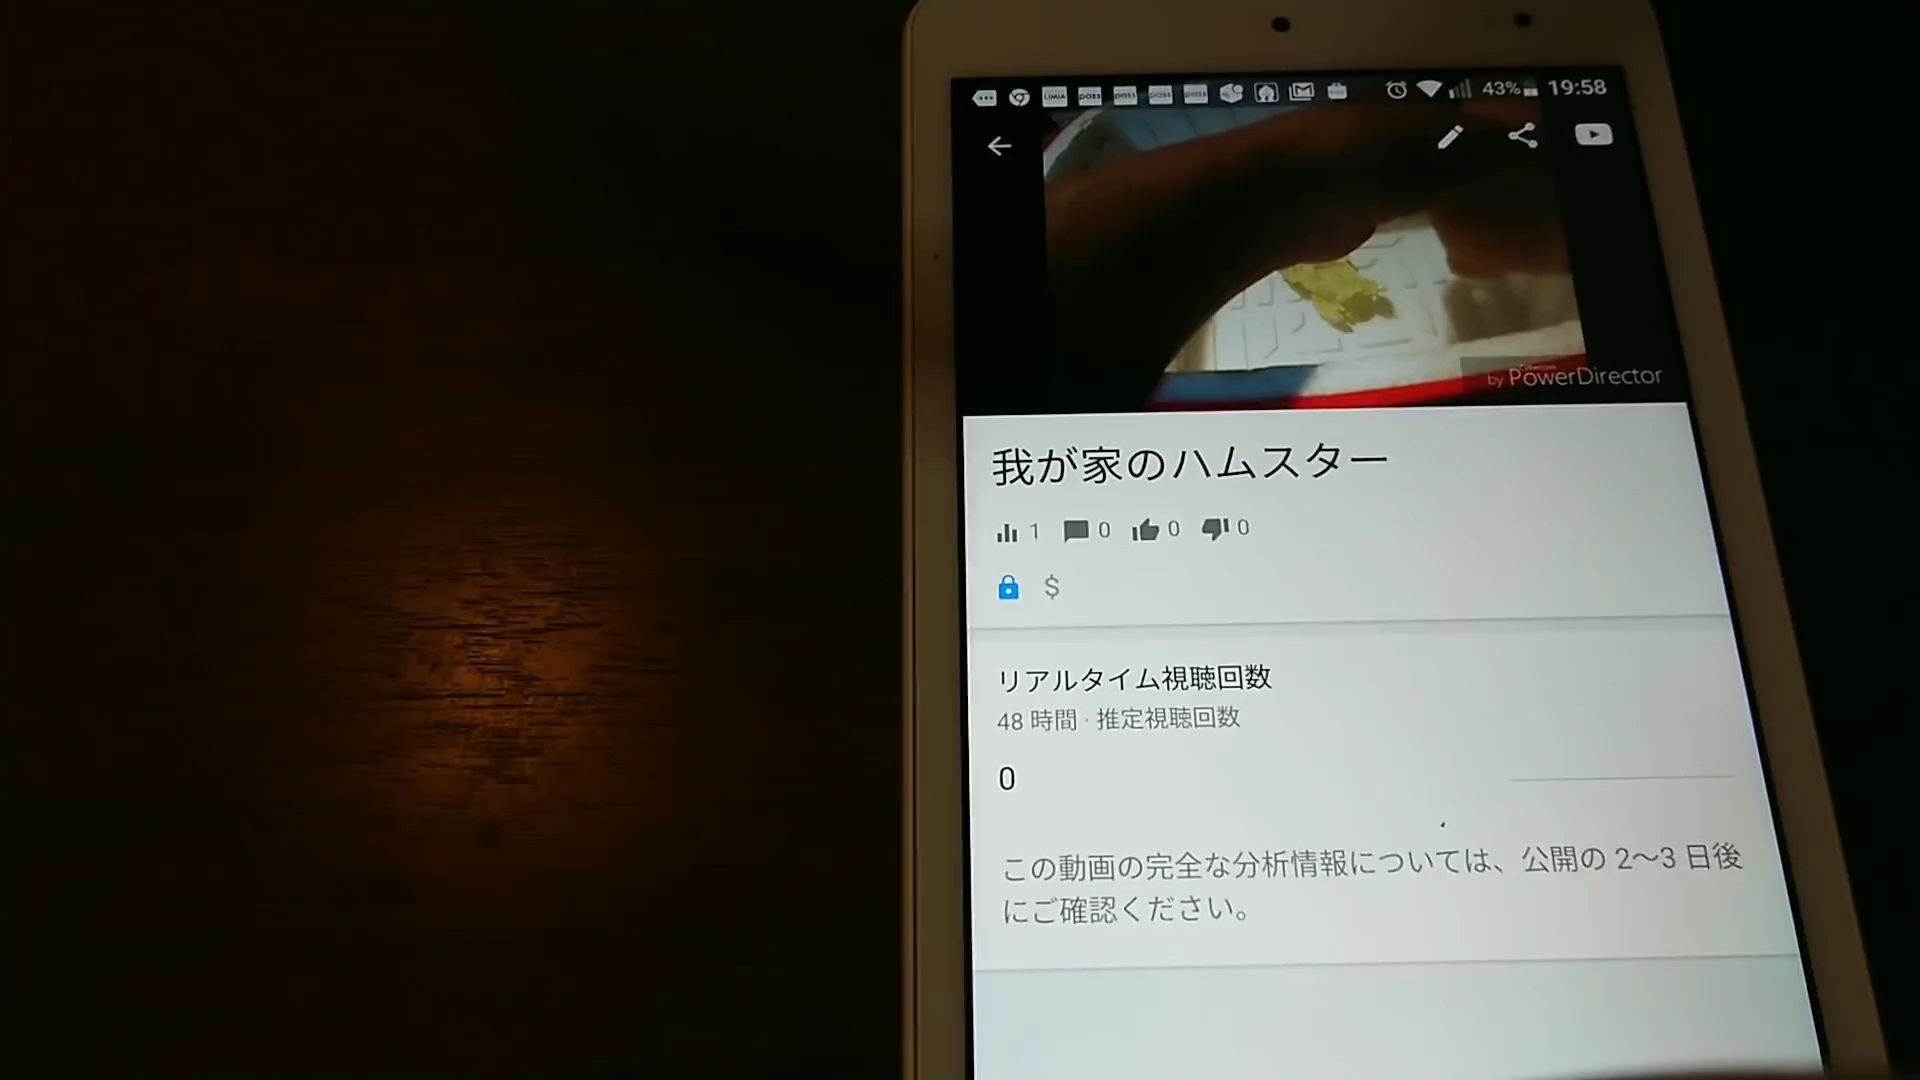 43% 19:58
by PowerDirector
我が家のハムスター
1 0 0 0
$
リアルタイム視聴回数
48 時間 · 推定視聴回数
0
この動画の完全な分析情報については、公開の 2〜3 日後
にご確認ください。